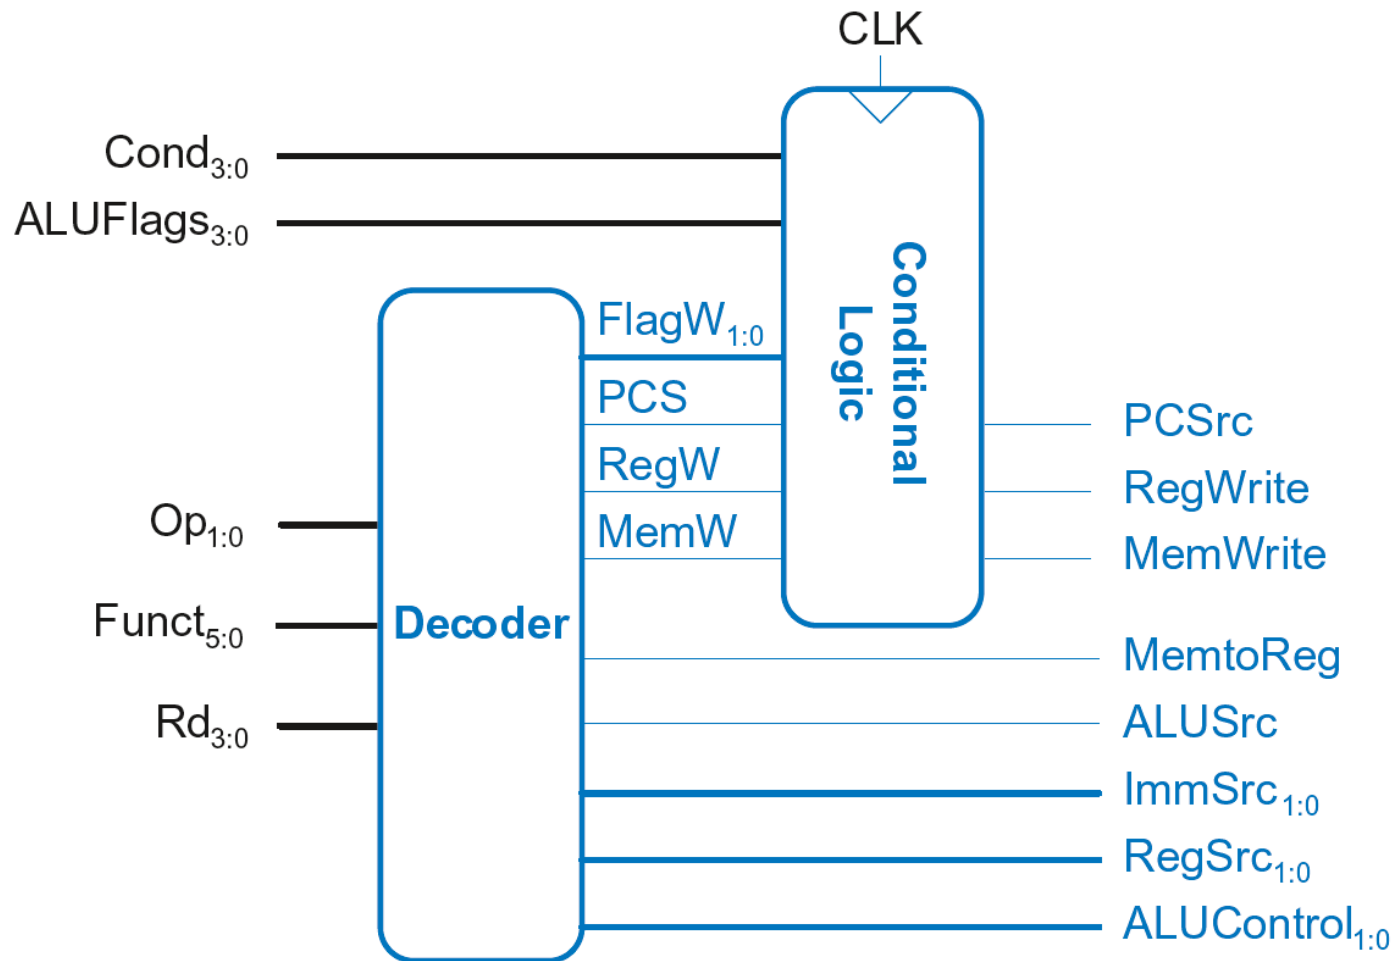 CLK
Cond3:0
ALUFlags3:0
Conditional
Logic
FlagW1:0
PCS
RegW
MemW
PCSrc
RegWrite
MemWrite
Op1:0
Funct5:0
Rd3:0
Decoder
MemtoReg
ALUSrc
ImmSrc1:0
RegSrc1:0
ALUControl1:0